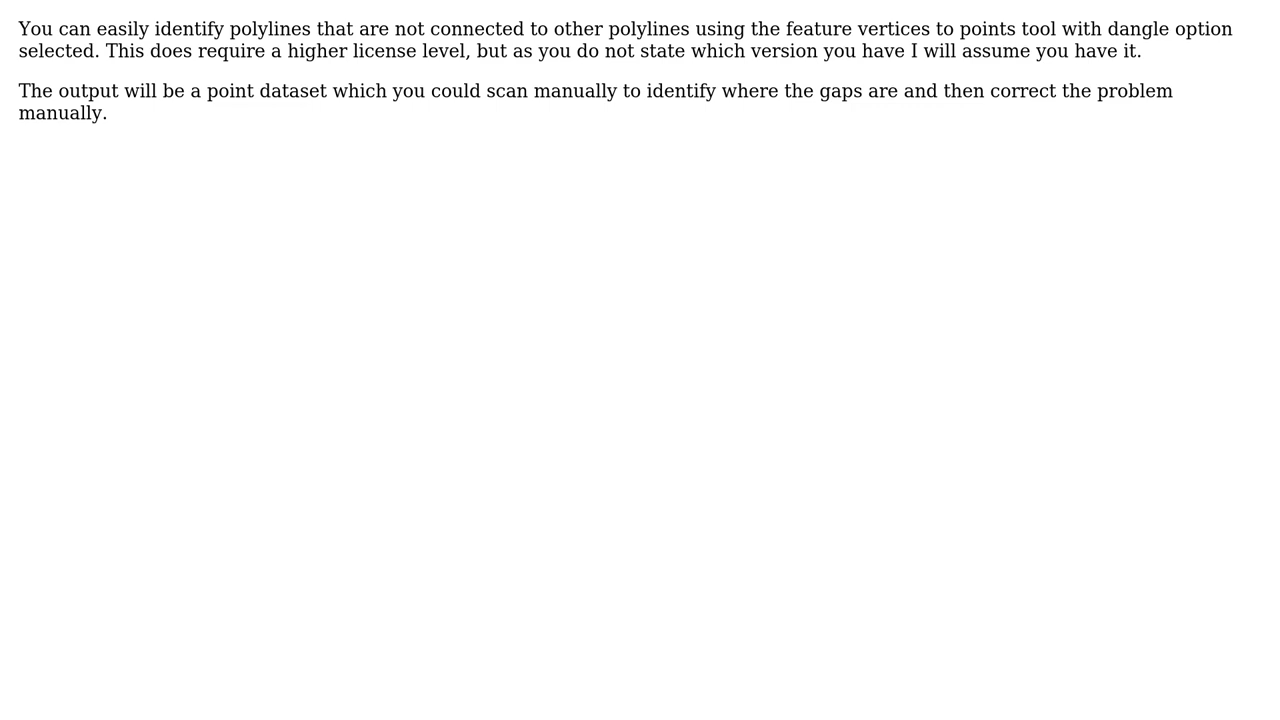 You can easily identify polylines that are not connected to other polylines using the feature vertices to points tool with dangle option
selected. This does require a higher license level, but as you do not state which version you have I will assume you have it.
The output will be a point dataset which you could scan manually to identify where the gaps are and then correct the problem
manually.